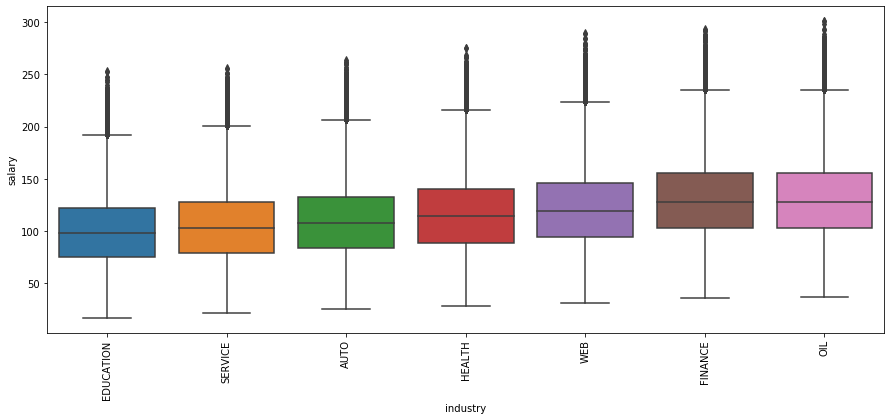 300
250
200
150
100
50
salary
EDUCATION
SERVICE
AUTO
HEALTH
WEB
FINANCE
OIL
industry